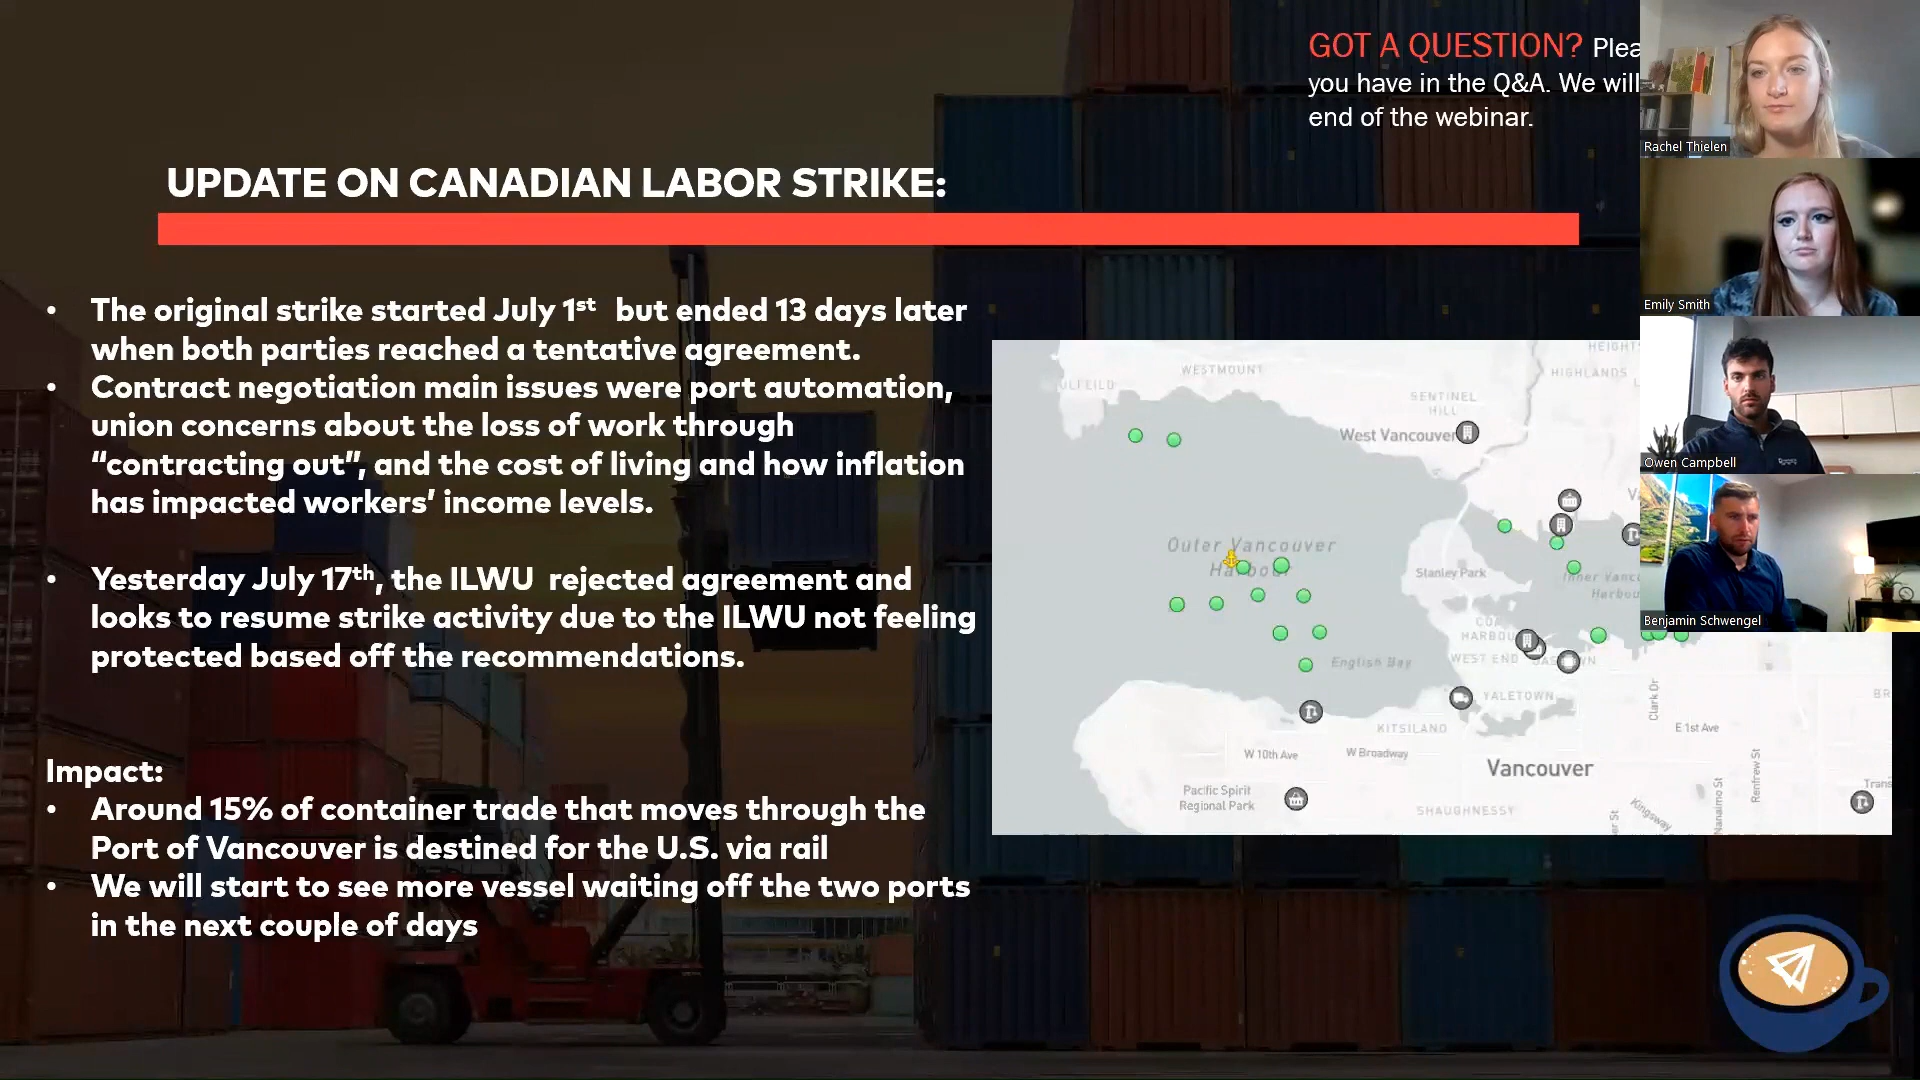 GOT A QUESTION? Plea
you have in the Q&A. We will
end of the webinar.
UPDATE ON CANADIAN LABOR STRIKE:
• The original strike started July 1st but ended 13 days later
when both parties reached a tentative agreement.
• Contract negotiation main issues were port automation,
union concerns about the loss of work through
“contracting out”, and the cost of living and how inflation
has impacted workers’ income levels.
• Yesterday July 17th, the ILWU rejected agreement and
looks to resume strike activity due to the ILWU not feeling
protected based off the recommendations.
Impact:
• Around 15% of container trade that moves through the
Port of Vancouver is destined for the U.S. via rail
• We will start to see more vessel waiting off the two ports
in the next couple of days
WESTMOUNT
HIGHLANDS
SENTINEL
HILL
West Vancouver
Outer Vancouver
Harbour
Stanley Park
English Bay
WEST END
YALETOWN
KITSILANO
E 1st Ave
Clark Dr
W 10th Ave
W Broadway
Vancouver
Renfrew St
Nanaimo St
Kingsway
Pacific Spirit
Regional Park
SHAUGHNESSY
Rachel Thielen
Emily Smith
Owen Campbell
Benjamin Schwengel